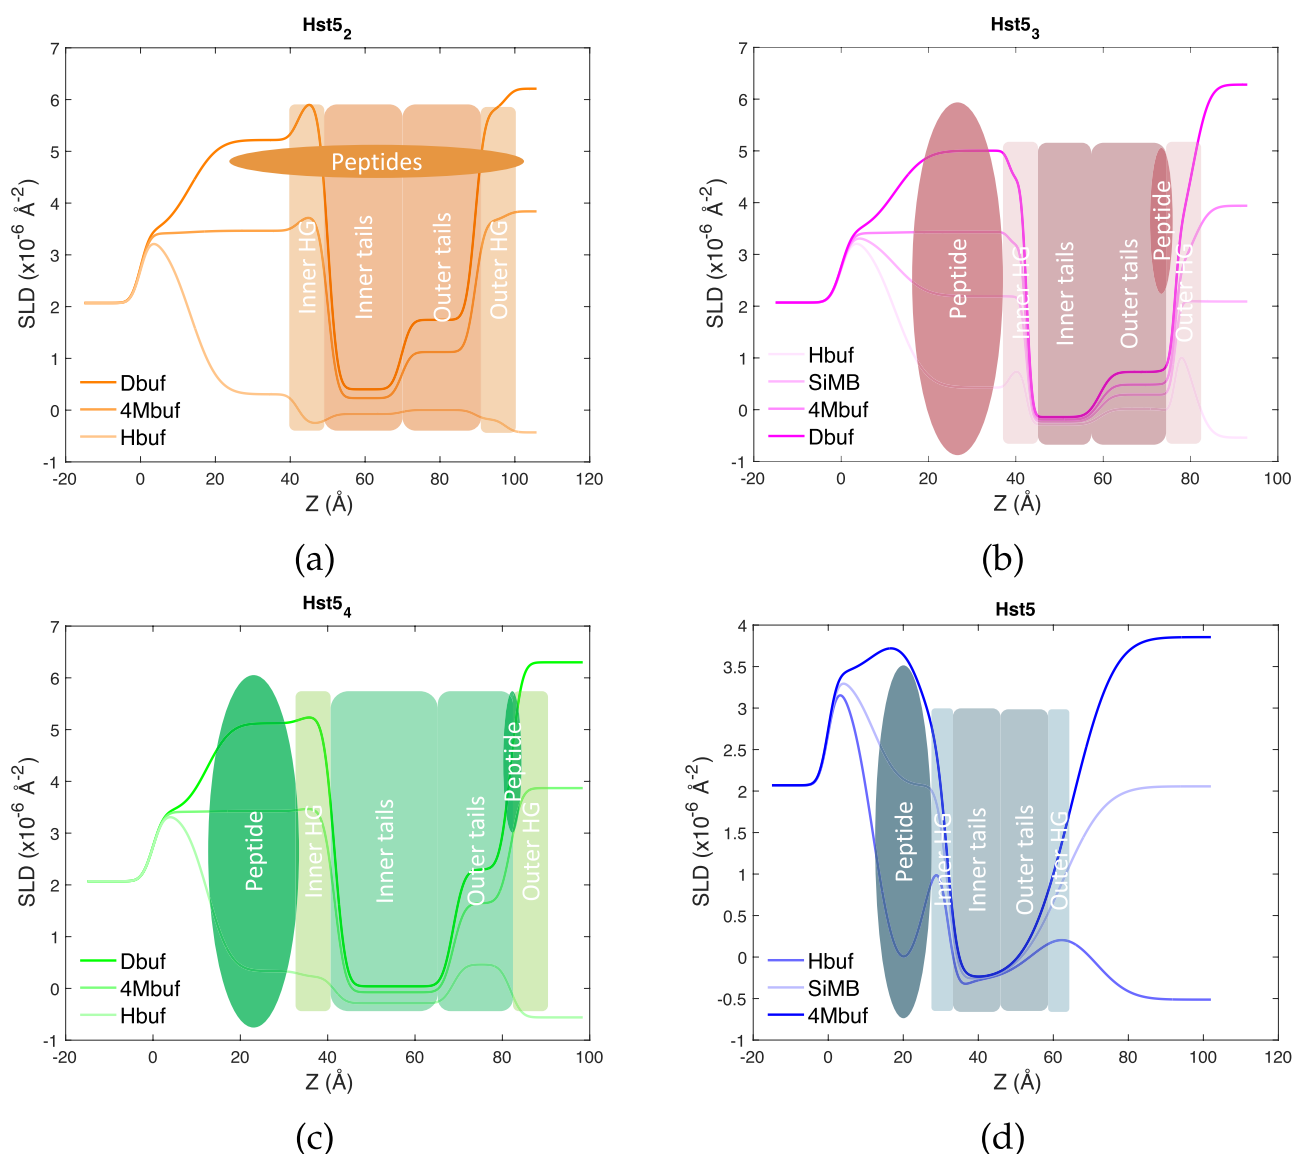 Hst5₂
7
6
5
4
3
2
1
0
-1
SLD (x10⁻⁶ Å⁻²)
Peptides
Inner HG
Inner tails
Outer tails
Outer HG
Dbuf
4Mbuf
Hbuf
-20 0 20 40 60 80 100 120
Z (Å)
(a)
Hst5₃
7
6
5
4
3
2
1
0
-1
SLD (x10⁻⁶ Å⁻²)
Peptide
Inner HG
Inner tails
Outer tails
Peptide
Outer HG
Hbuf
SiMB
4Mbuf
Dbuf
-20 0 20 40 60 80 100
Z (Å)
(b)
Hst5₄
7
6
5
4
3
2
1
0
-1
SLD (x10⁻⁶ Å⁻²)
Peptide
Inner HG
Inner tails
Outer tails
Peptide
Outer HG
Dbuf
4Mbuf
Hbuf
-20 0 20 40 60 80 100
Z (Å)
(c)
Hst5
4
3.5
3
2.5
2
1.5
1
0.5
0
-0.5
-1
SLD (x10⁻⁶ Å⁻²)
Peptide
Inner HG
Inner tails
Outer tails
Outer HG
Hbuf
SiMB
4Mbuf
-20 0 20 40 60 80 100 120
Z (Å)
(d)